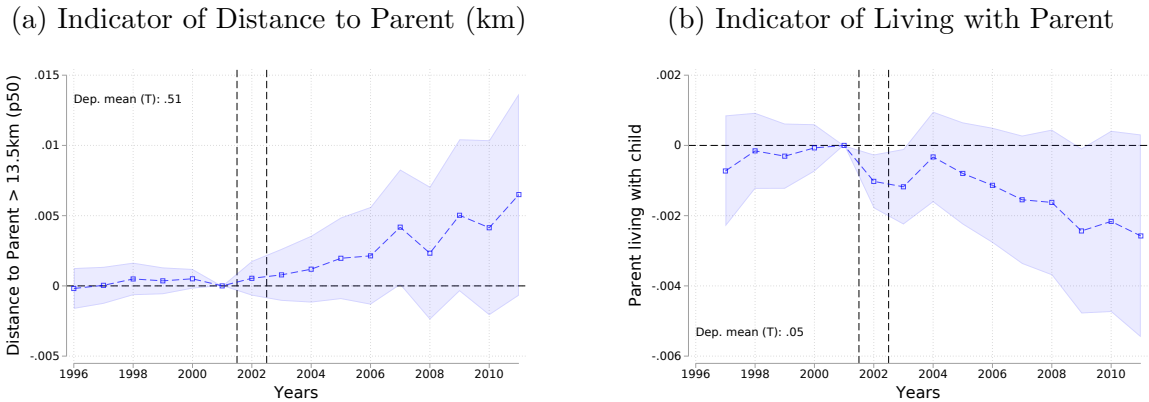 (a) Indicator of Distance to Parent (km)
Distance to Parent > 13.5km (p50)
.015
.01
.005
0
-.005
Dep. mean (T): .51
1996 1998 2000 2002 2004 2006 2008 2010
Years
(b) Indicator of Living with Parent
Parent living with child
.002
0
-.002
-.004
-.006
Dep. mean (T): .05
1996 1998 2000 2002 2004 2006 2008 2010
Years